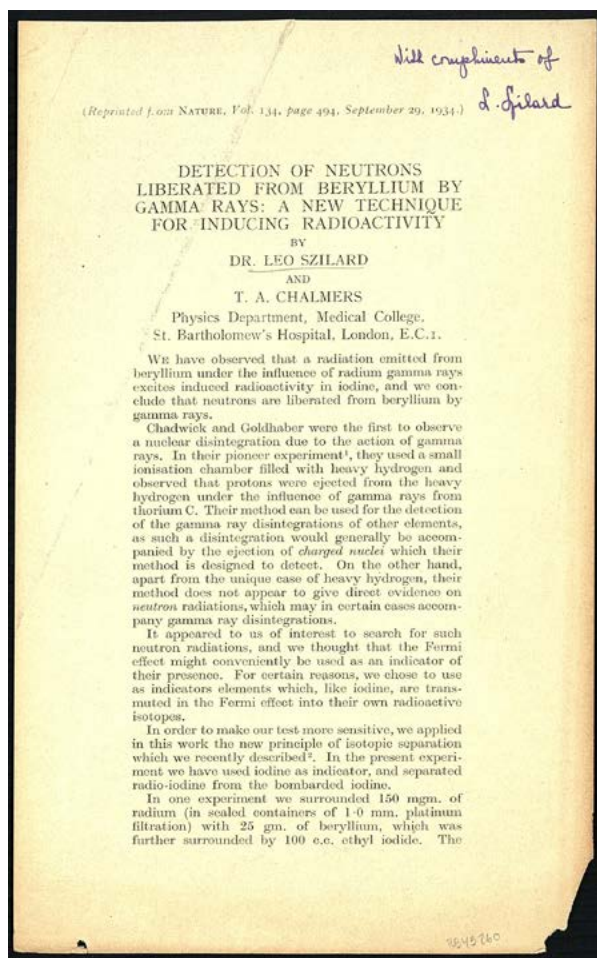 With compliments of
L. Szilard
(Reprinted from NATURE, Vol. 134, page 494, September 29, 1934.)
DETECTION OF NEUTRONS
LIBERATED FROM BERYLLIUM BY
GAMMA RAYS: A NEW TECHNIQUE
FOR INDUCING RADIOACTIVITY
BY
DR. LEO SZILARD
AND
T. A. CHALMERS
Physics Department, Medical College,
St. Bartholomew's Hospital, London, E.C.1.
WE have observed that a radiation emitted from
beryllium under the influence of radium gamma rays
excites induced radioactivity in iodine, and we con-
clude that neutrons are liberated from beryllium by
gamma rays.
Chadwick and Goldhaber were the first to observe
a nuclear disintegration due to the action of gamma
rays. In their pioneer experiment¹, they used a small
ionisation chamber filled with heavy hydrogen and
observed that protons were ejected from the heavy
hydrogen under the influence of gamma rays from
thorium C. Their method can be used for the detection
of the gamma ray disintegrations of other elements,
as such a disintegration would generally be accom-
panied by the ejection of charged nuclei which their
method is designed to detect. On the other hand,
apart from the unique case of heavy hydrogen, their
method does not appear to give direct evidence on
neutron radiations, which may in certain cases accom-
pany gamma ray disintegrations.
It appeared to us of interest to search for such
neutron radiations, and we thought that the Fermi
effect might conveniently be used as an indicator of
their presence. For certain reasons, we chose to use
as indicators elements which, like iodine, are trans-
muted in the Fermi effect into their own radioactive
isotopes.
In order to make our test more sensitive, we applied
in this work the new principle of isotopic separation
which we recently described². In the present experi-
ment we have used iodine as indicator, and separated
radio-iodine from the bombarded iodine.
In one experiment we surrounded 150 mgm. of
radium (in sealed containers of 1·0 mm. platinum
filtration) with 25 gm. of beryllium, which was
further surrounded by 100 c.c. ethyl iodide. The